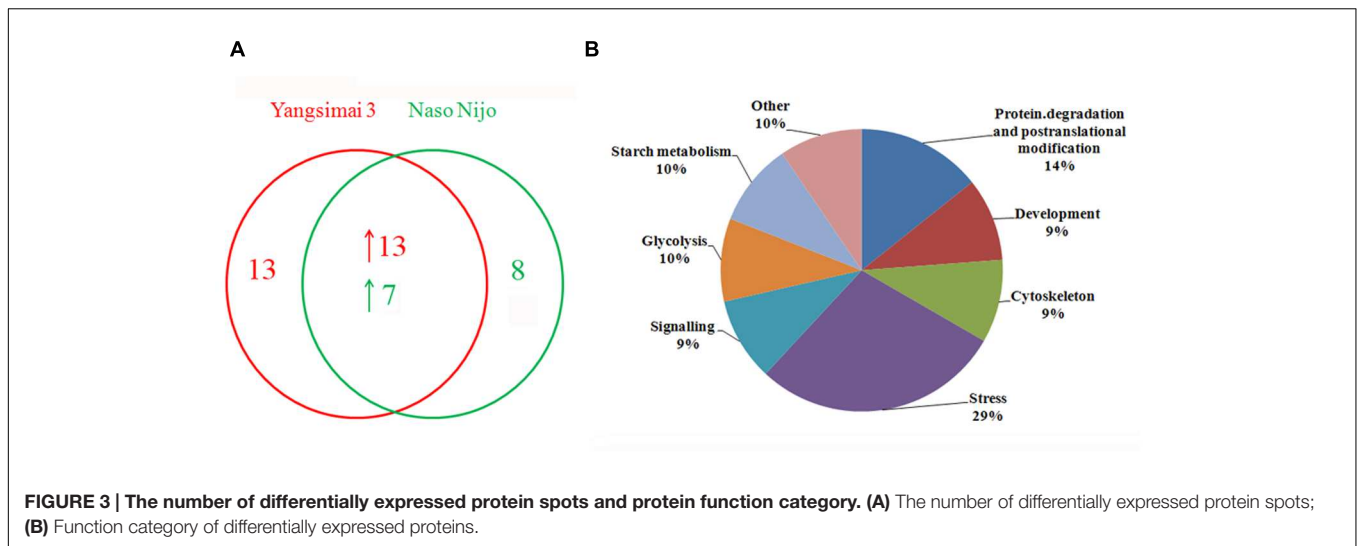 A
B
Yangsimai 3
Naso Nijo
13
↑13
↑7
8
Other
10%
Protein.degradation
and postranslational
modification
14%
Starch metabolism
10%
Development
9%
Glycolysis
10%
Cytoskeleton
9%
Signalling
9%
Stress
29%
FIGURE 3 | The number of differentially expressed protein spots and protein function category. (A) The number of differentially expressed protein spots;
(B) Function category of differentially expressed proteins.